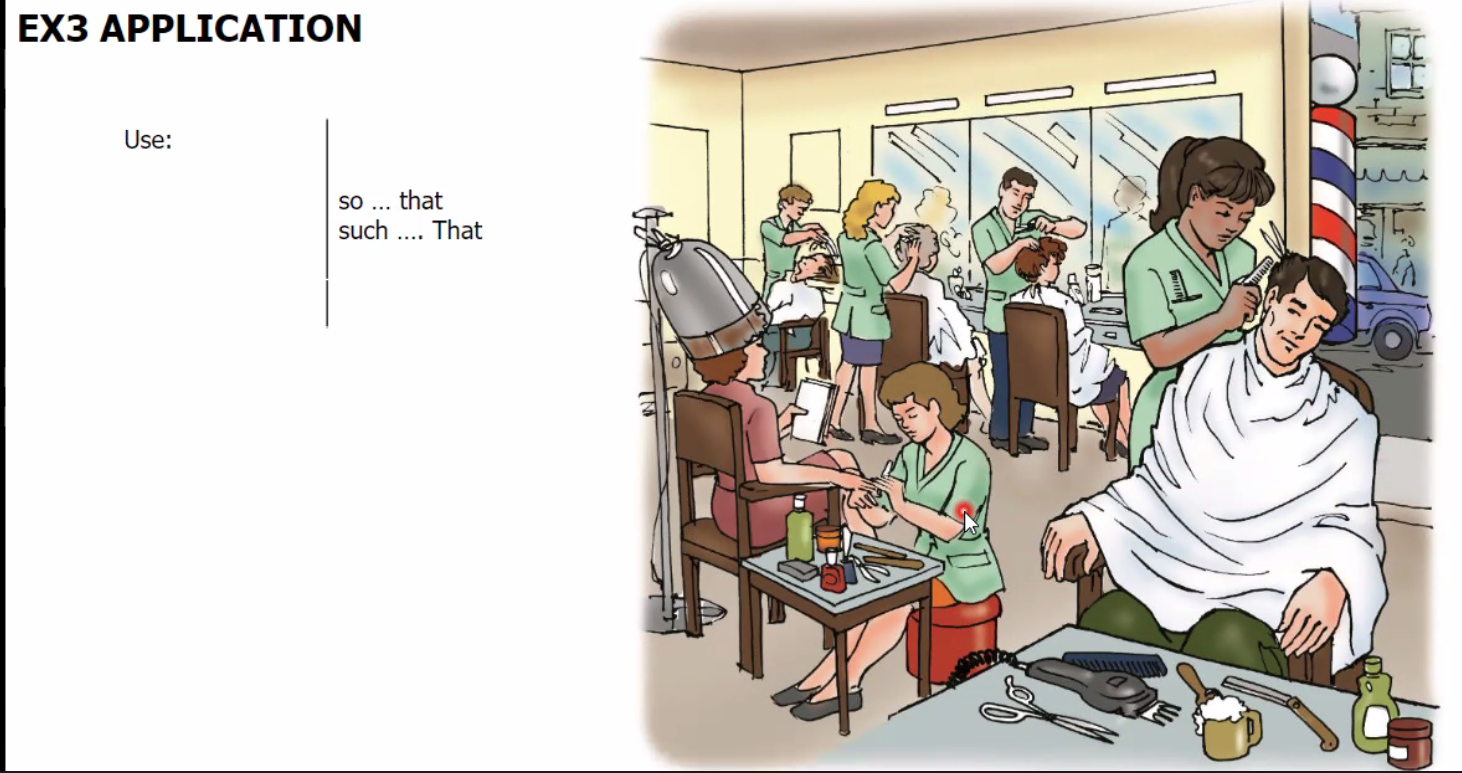 EX3 APPLICATION
Use:
so ... that
such .... That